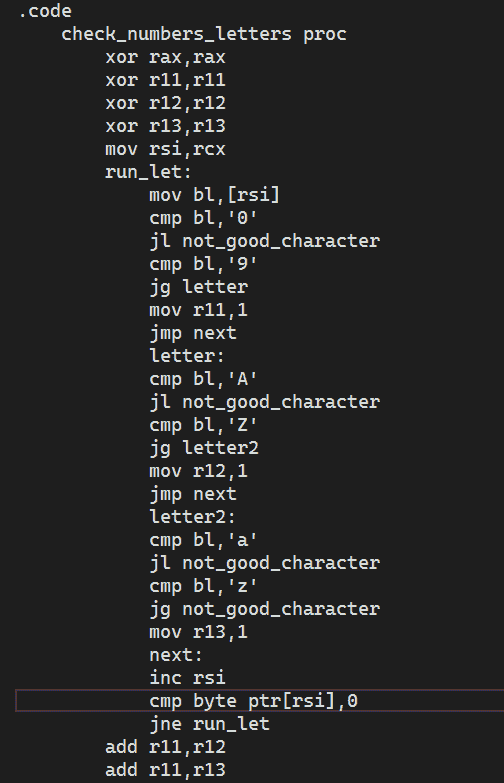 .code
check_numbers_letters proc
xor rax,rax
xor r11,r11
xor r12,r12
xor r13,r13
mov rsi,rcx
run_let:
mov bl,[rsi]
cmp bl,'0'
jl not_good_character
cmp bl,'9'
jg letter
mov r11,1
jmp next
letter:
cmp bl,'A'
jl not_good_character
cmp bl,'Z'
jg letter2
mov r12,1
jmp next
letter2:
cmp bl,'a'
jl not_good_character
cmp bl,'z'
jg not_good_character
mov r13,1
next:
inc rsi
cmp byte ptr[rsi],0
jne run_let
add r11,r12
add r11,r13